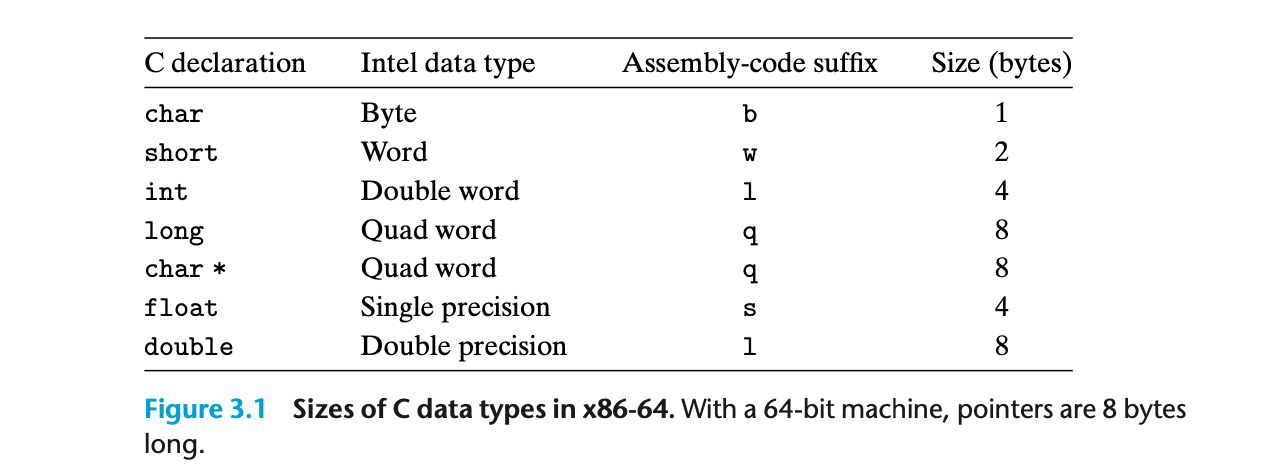 C declaration Intel data type Assembly-code suffix Size (bytes)
char Byte b 1
short Word w 2
int Double word l 4
long Quad word q 8
char * Quad word q 8
float Single precision s 4
double Double precision l 8
Figure 3.1 Sizes of C data types in x86-64. With a 64-bit machine, pointers are 8 bytes
long.